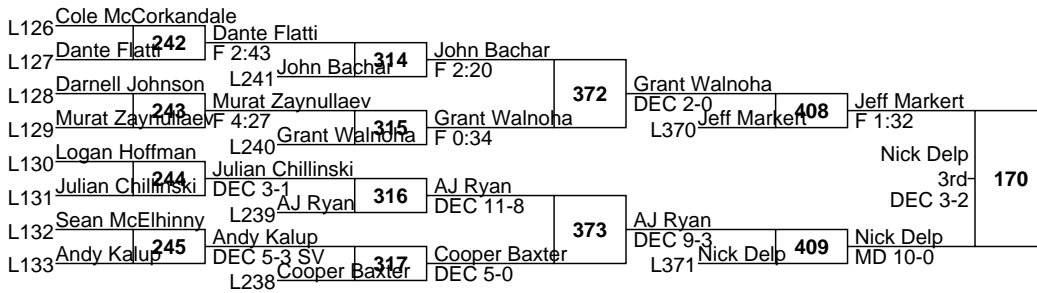 L126 Cole McCorkandale
242 Dante Flatti
L127 Dante Flatti F 2:43
314 John Bachar
L241 John Bachar F 2:20
L128 Darnell Johnson
372 Grant Walnoha
243 Murat Zaynullaev DEC 2-0
408 Jeff Markert
L129 Murat Zaynullaev F 4:27
315 Grant Walnoha
L370 Jeff Markert F 1:32
L240 Grant Walnoha F 0:34
L130 Logan Hoffman
Nick Delp
244 Julian Chillinski
3rd 170
L131 Julian Chillinski DEC 3-1
316 AJ Ryan
DEC 3-2
L239 AJ Ryan DEC 11-8
L132 Sean McElhinny
373 AJ Ryan
245 Andy Kalup DEC 9-3
409 Nick Delp
L133 Andy Kalup DEC 5-3 SV
317 Cooper Baxter
L371 Nick Delp MD 10-0
L238 Cooper Baxter DEC 5-0